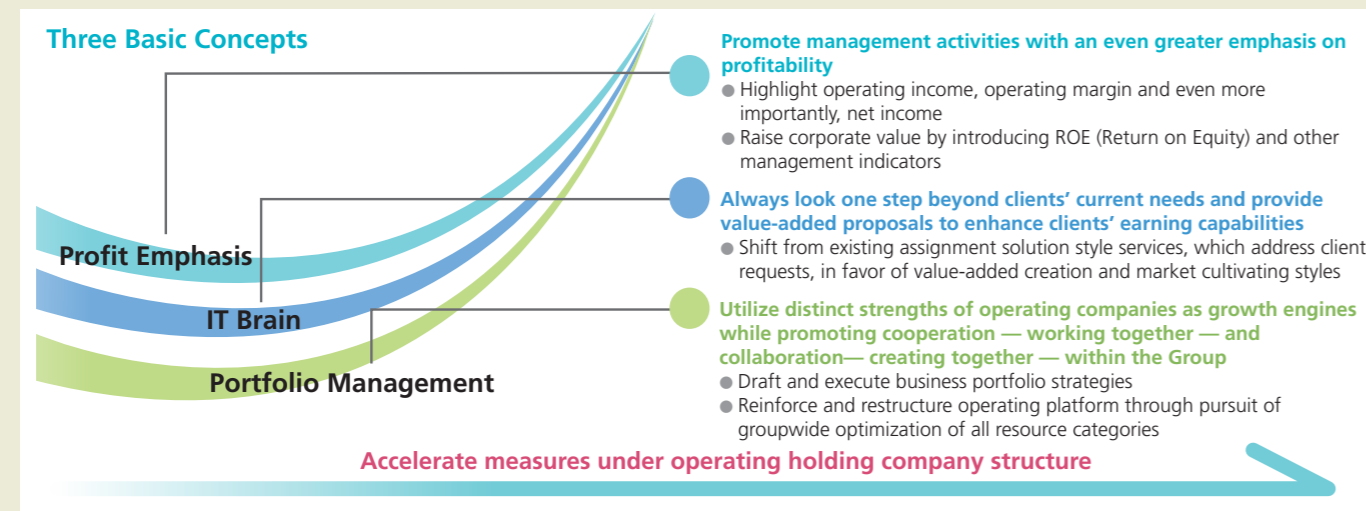 Three Basic Concepts
Profit Emphasis
IT Brain
Portfolio Management
Promote management activities with an even greater emphasis on
profitability
● Highlight operating income, operating margin and even more
importantly, net income
● Raise corporate value by introducing ROE (Return on Equity) and other
management indicators
Always look one step beyond clients’ current needs and provide
value-added proposals to enhance clients’ earning capabilities
● Shift from existing assignment solution style services, which address client
requests, in favor of value-added creation and market cultivating styles
Utilize distinct strengths of operating companies as growth engines
while promoting cooperation — working together — and
collaboration— creating together — within the Group
● Draft and execute business portfolio strategies
● Reinforce and restructure operating platform through pursuit of
groupwide optimization of all resource categories
Accelerate measures under operating holding company structure